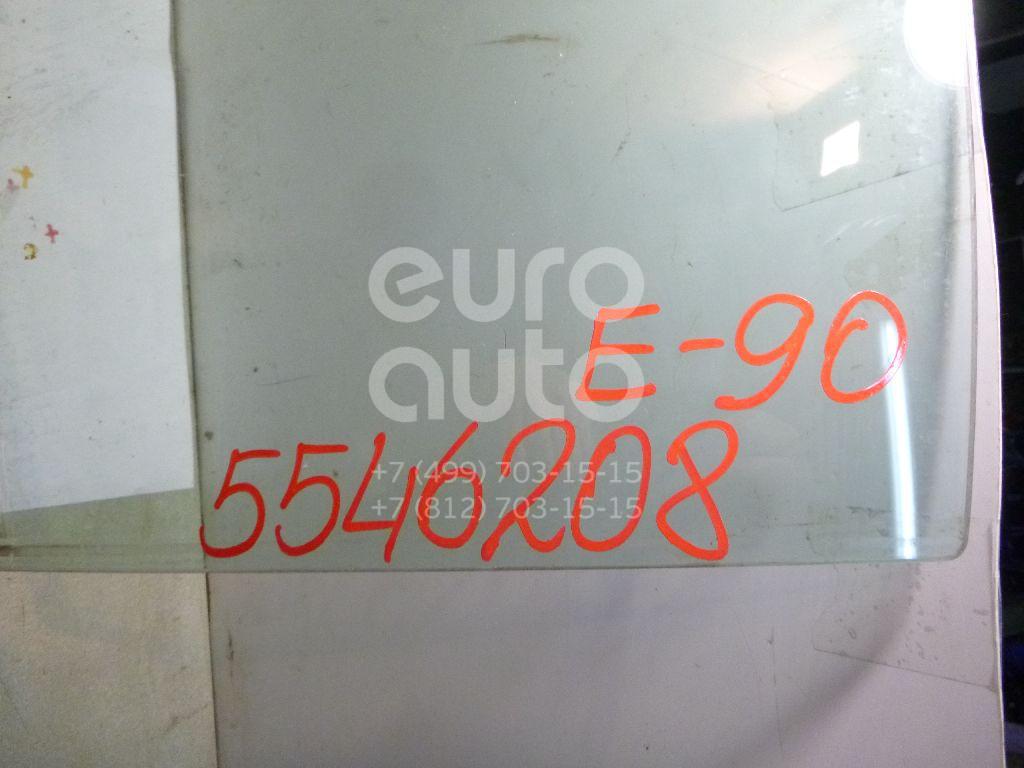 euro
auto
E-90
5546208
+7 (499) 703-15-15
+7 (812) 703-15-15